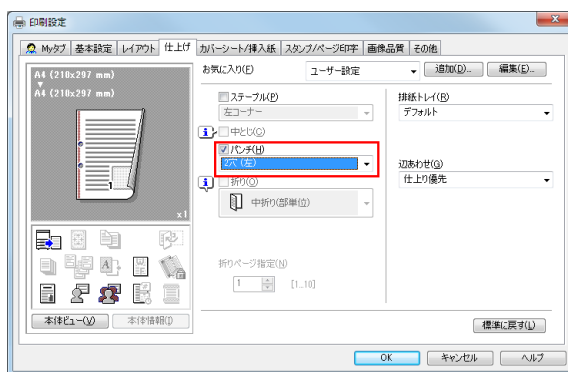 印刷設定
Myタブ 基本設定 レイアウト 仕上げ カバーシート/挿入紙 スタンプ/ページ印字 画像品質 その他
A4 (210x297 mm)
A4 (210x297 mm)
1
x1
本体ビュー(V) 本体情報(I)
お気に入り(F) ユーザー設定 追加(D)... 編集(E)...
ステープル(P)
左コーナー
中とじ(C)
パンチ(H)
2穴 (左)
折り(O)
中折り(部単位)
折りページ指定(N)
1 [1..10]
排紙トレイ(R)
デフォルト
辺あわせ(G)
仕上り優先
標準に戻す(L)
OK キャンセル ヘルプ